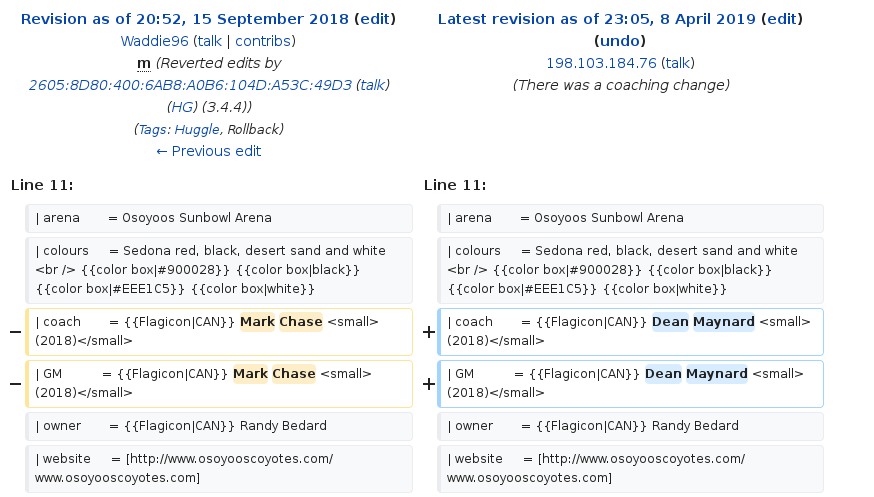 Revision as of 20:52, 15 September 2018 (edit)
Waddie96 (talk | contribs)
m (Reverted edits by
2605:8D80:400:6AB8:A0B6:104D:A53C:49D3 (talk)
(HG) (3.4.4))
(Tags: Huggle, Rollback)
← Previous edit
Latest revision as of 23:05, 8 April 2019 (edit)
(undo)
198.103.184.76 (talk)
(There was a coaching change)
Line 11:
Line 11:
| arena = Osoyoos Sunbowl Arena
| arena = Osoyoos Sunbowl Arena
| colours = Sedona red, black, desert sand and white
<br /> {{color box|#900028}} {{color box|black}}
{{color box|#EEE1C5}} {{color box|white}}
| colours = Sedona red, black, desert sand and white
<br /> {{color box|#900028}} {{color box|black}}
{{color box|#EEE1C5}} {{color box|white}}
− | coach = {{Flagicon|CAN}} Mark Chase <small>
(2018)</small>
+ | coach = {{Flagicon|CAN}} Dean Maynard <small>
(2018)</small>
− | GM = {{Flagicon|CAN}} Mark Chase <small>
(2018)</small>
+ | GM = {{Flagicon|CAN}} Dean Maynard <small>
(2018)</small>
| owner = {{Flagicon|CAN}} Randy Bedard
| owner = {{Flagicon|CAN}} Randy Bedard
| website = [http://www.osoyooscoyotes.com/
www.osoyooscoyotes.com]
| website = [http://www.osoyooscoyotes.com/
www.osoyooscoyotes.com]